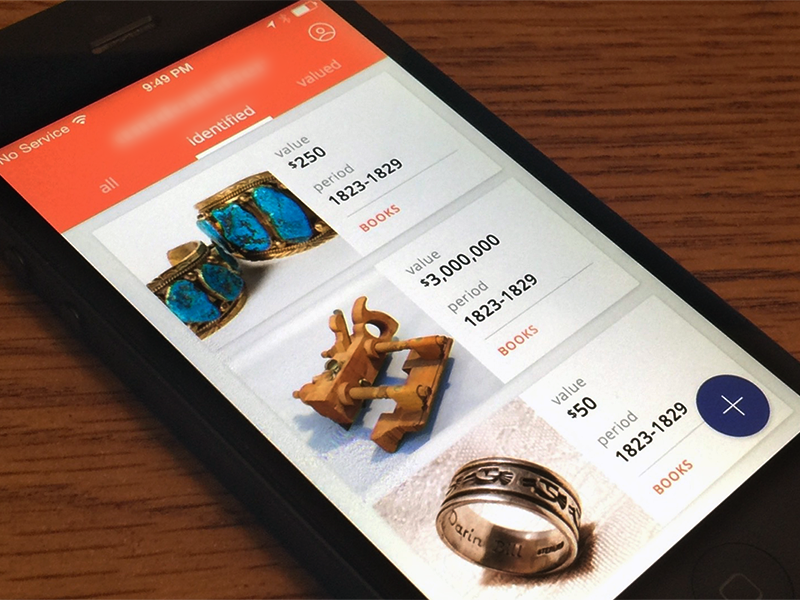 No Service 9:49 PM
all identified valued
value
$250
period
1823-1829
BOOKS
value
$3,000,000
period
1823-1829
BOOKS
value
$50
period
1823-1829
BOOKS
Darin Bill
STERLING